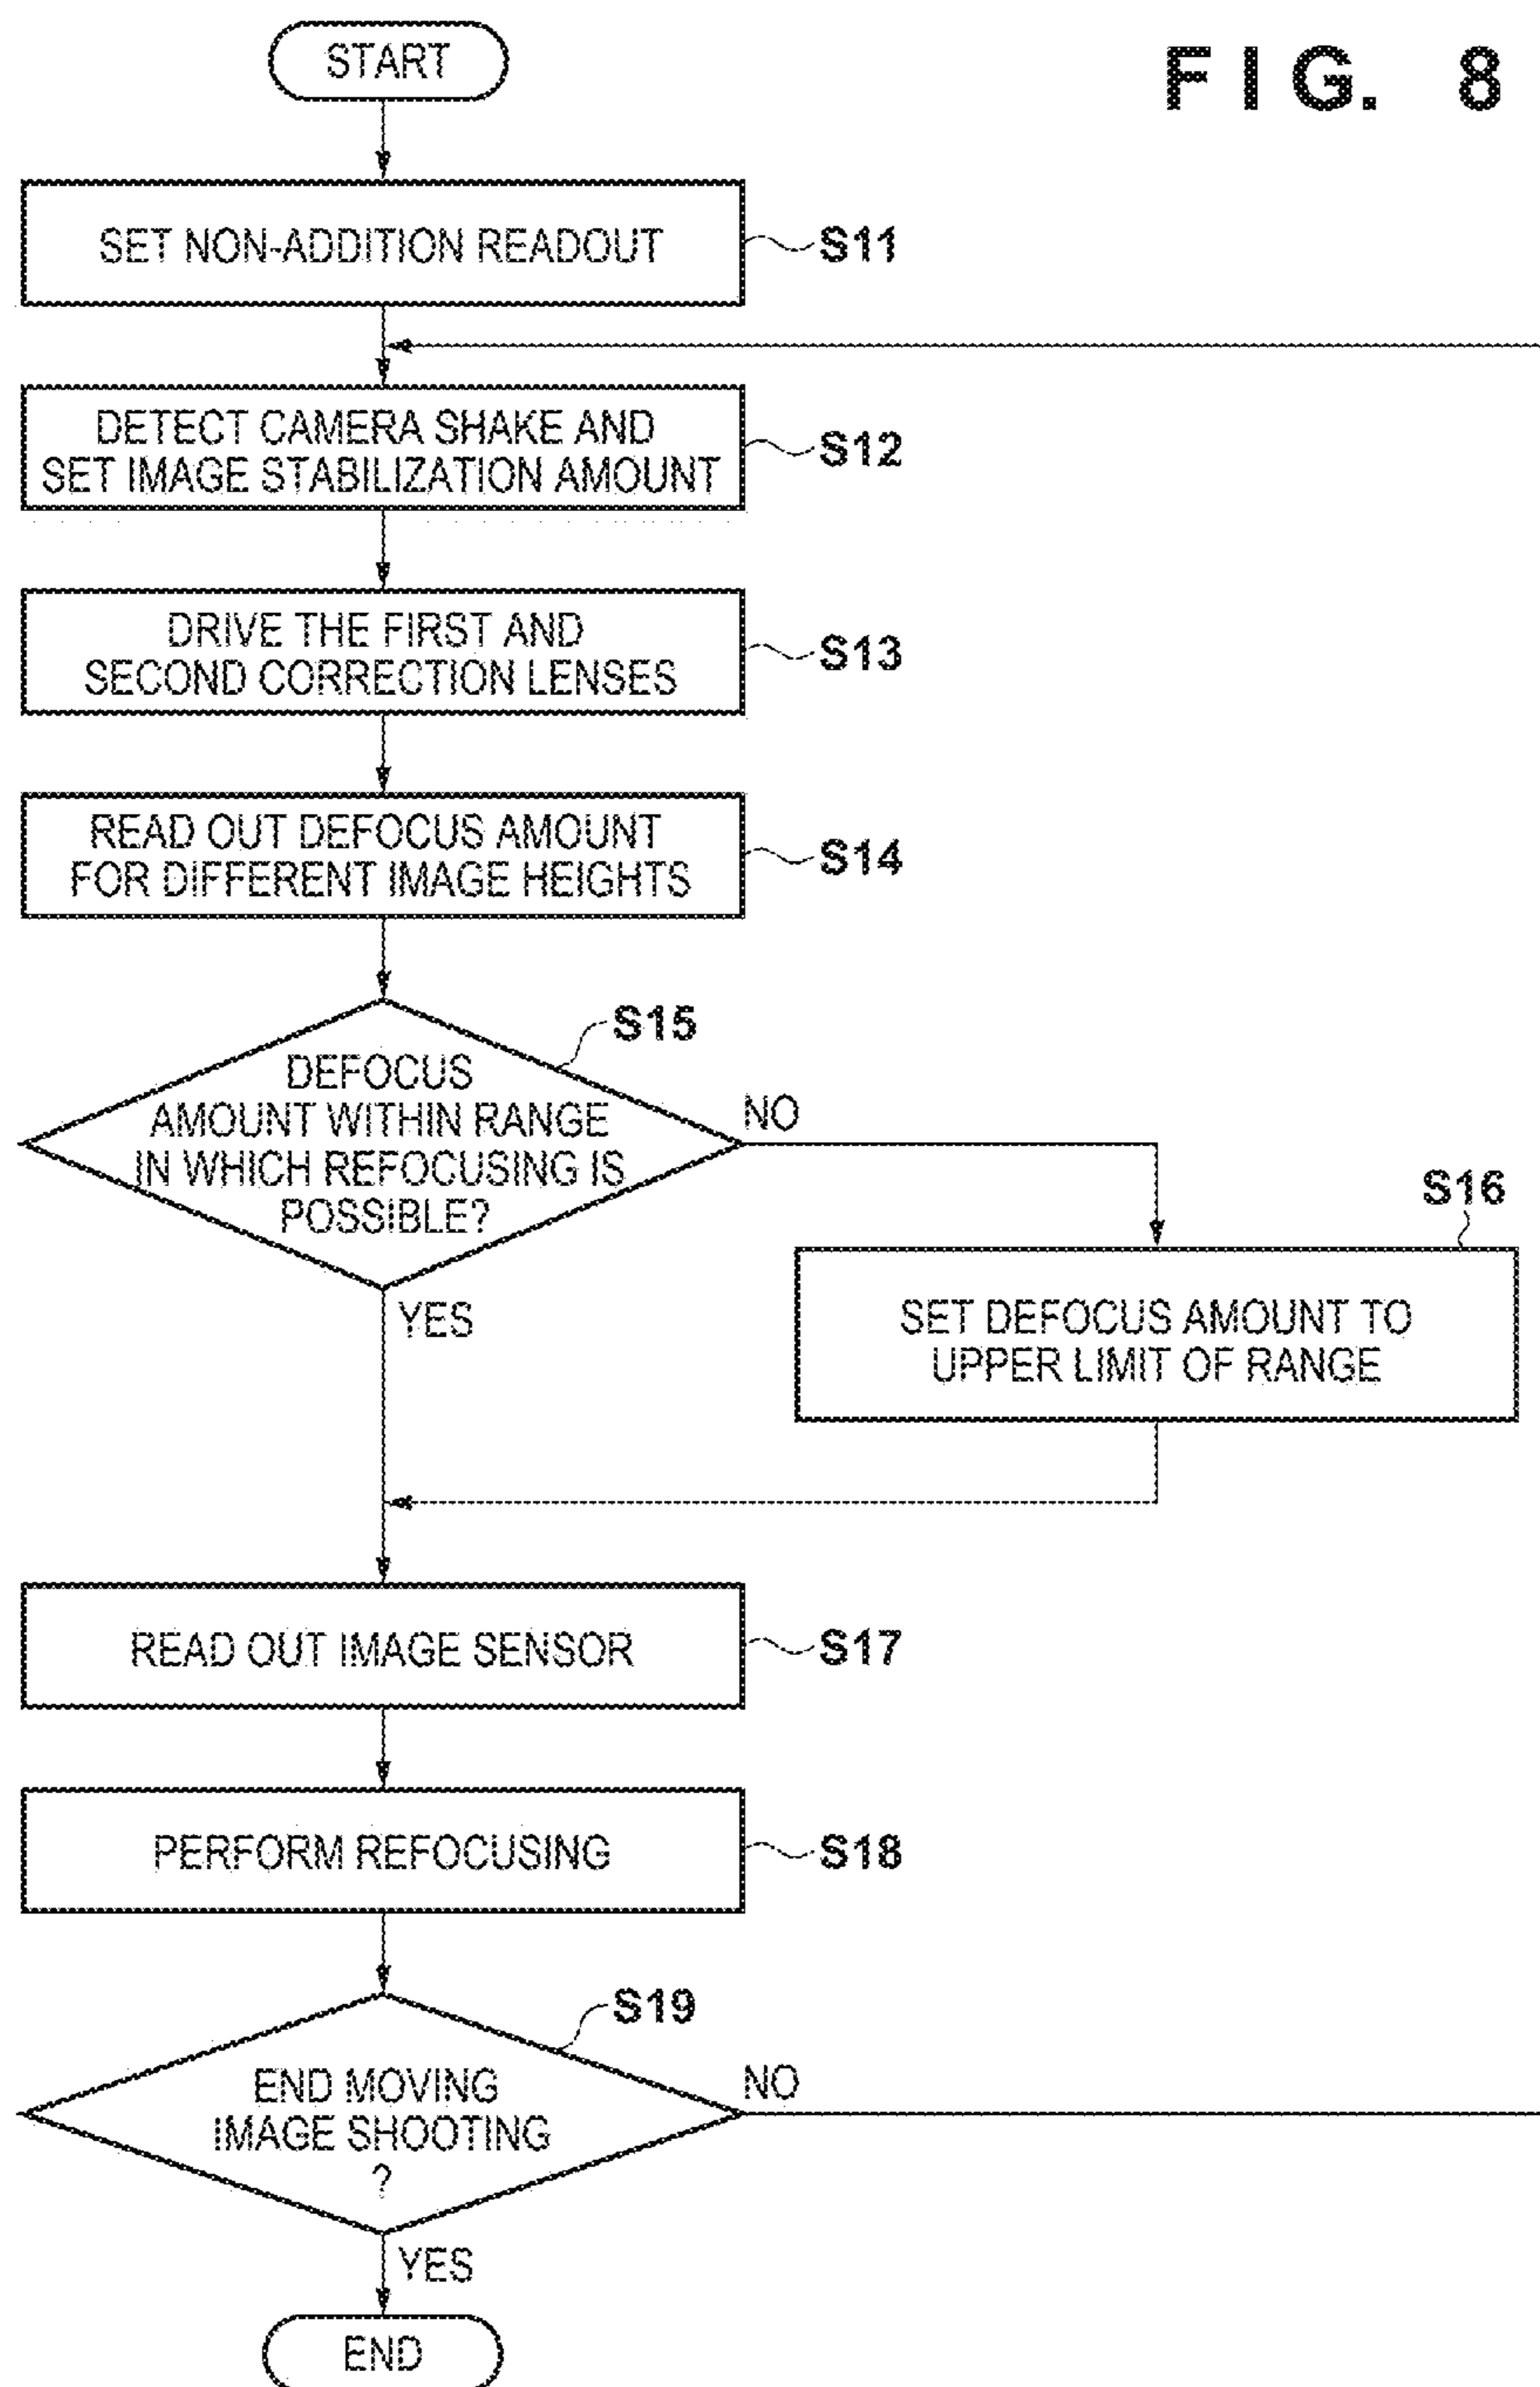 FIG. 8
START
SET NON-ADDITION READOUT
S11
DETECT CAMERA SHAKE AND
SET IMAGE STABILIZATION AMOUNT
S12
DRIVE THE FIRST AND
SECOND CORRECTION LENSES
S13
READ OUT DEFOCUS AMOUNT
FOR DIFFERENT IMAGE HEIGHTS
S14
S15
DEFOCUS
AMOUNT WITHIN RANGE
IN WHICH REFOCUSING IS
POSSIBLE?
NO
YES
S16
SET DEFOCUS AMOUNT TO
UPPER LIMIT OF RANGE
READ OUT IMAGE SENSOR
S17
PERFORM REFOCUSING
S18
S19
END MOVING
IMAGE SHOOTING
?
NO
YES
END